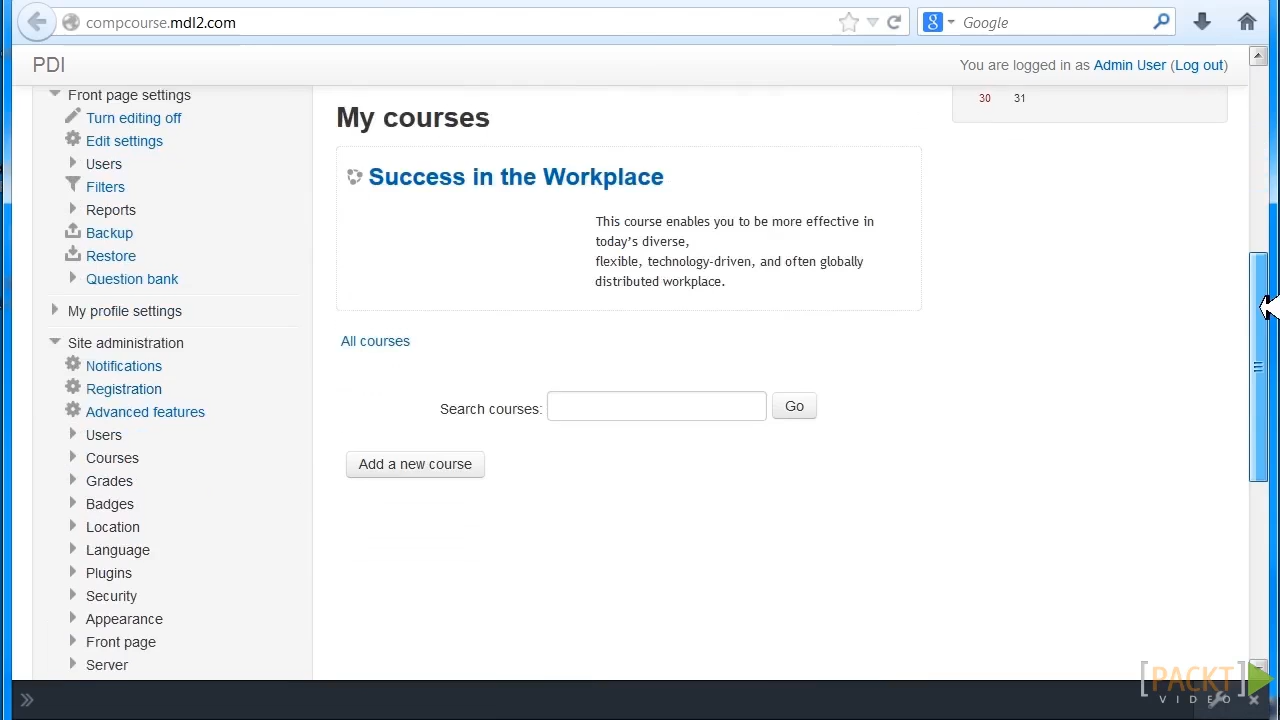 compcourse.mdl2.com
Google
PDI
You are logged in as Admin User (Log out)
Front page settings
Turn editing off
Edit settings
Users
Filters
Reports
Backup
Restore
Question bank
My profile settings
Site administration
Notifications
Registration
Advanced features
Users
Courses
Grades
Badges
Location
Language
Plugins
Security
Appearance
Front page
Server
My courses
Success in the Workplace
This course enables you to be more effective in
today's diverse,
flexible, technology-driven, and often globally
distributed workplace.
All courses
Search courses:
Go
Add a new course
30 31
[PACKT]
VIDEO